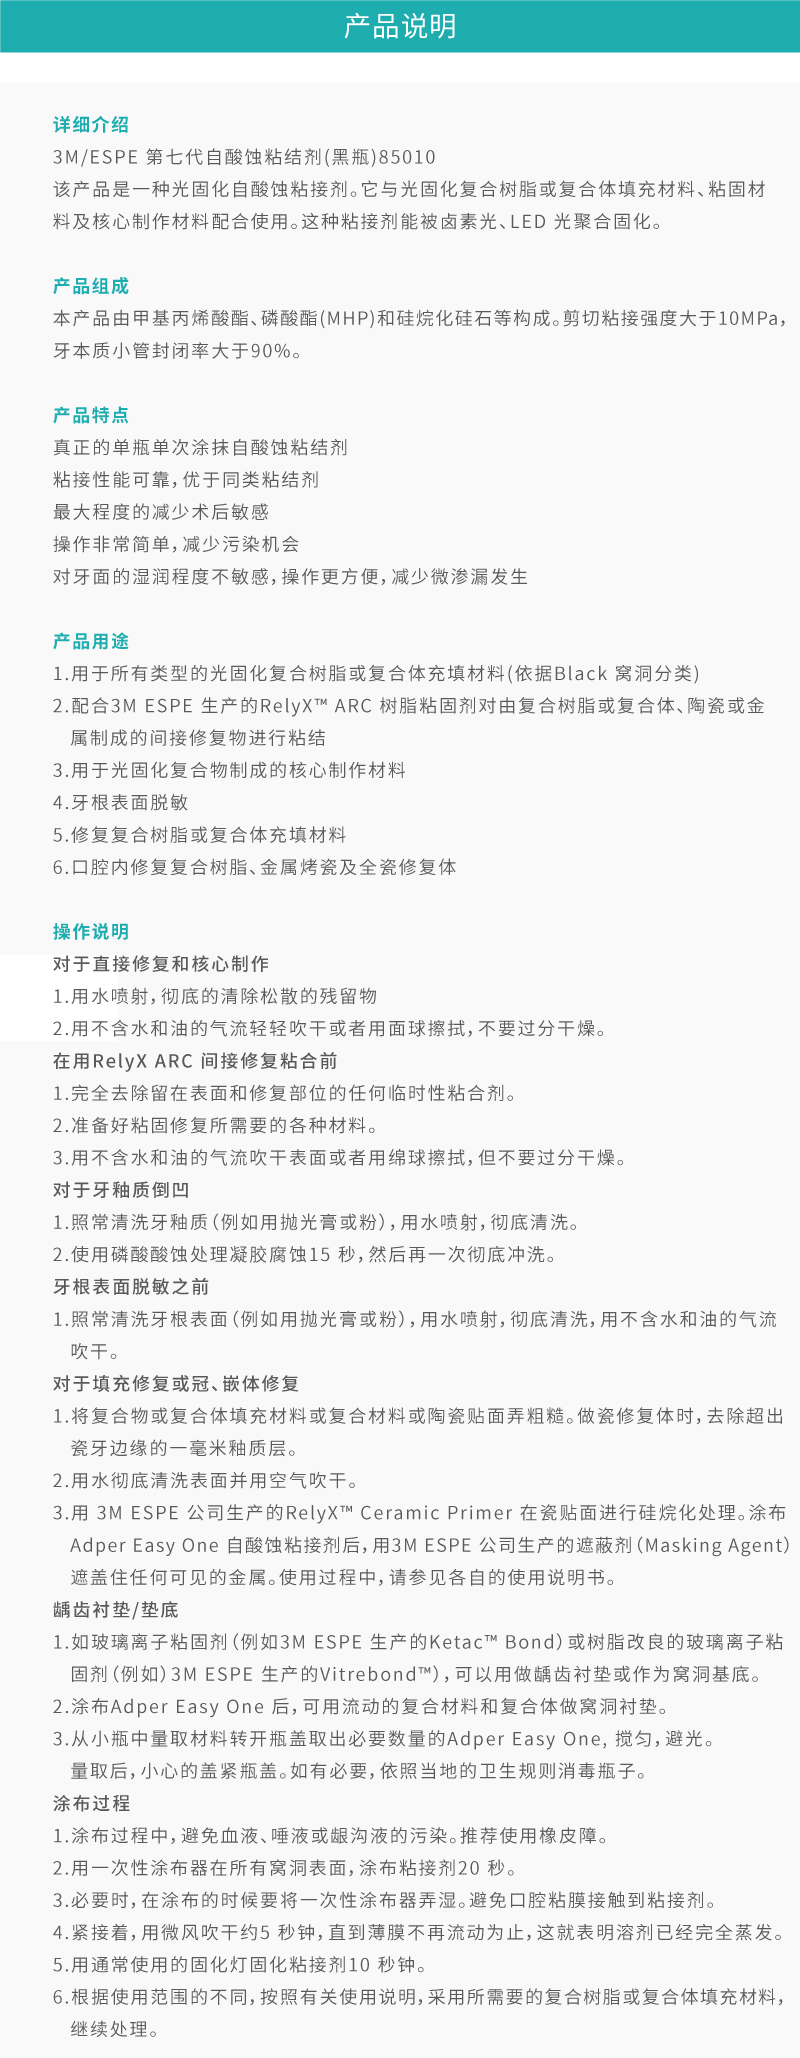 产品说明
详细介绍
3M/ESPE 第七代自酸蚀粘结剂(黑瓶)85010
该产品是一种光固化自酸蚀粘接剂。它与光固化复合树脂或复合体填充材料、粘固材
料及核心制作材料配合使用。这种粘接剂能被卤素光、LED 光聚合固化。
产品组成
本产品由甲基丙烯酸酯、磷酸酯(MHP)和硅烷化硅石等构成。剪切粘接强度大于10MPa，
牙本质小管封闭率大于90%。
产品特点
真正的单瓶单次涂抹自酸蚀粘结剂
粘接性能可靠，优于同类粘结剂
最大程度的减少术后敏感
操作非常简单，减少污染机会
对牙面的湿润程度不敏感，操作更方便，减少微渗漏发生
产品用途
1.用于所有类型的光固化复合树脂或复合体充填材料(依据Black 窝洞分类)
2.配合3M ESPE 生产的RelyX™ ARC 树脂粘固剂对由复合树脂或复合体、陶瓷或金
属制成的间接修复物进行粘结
3.用于光固化复合物制成的核心制作材料
4.牙根表面脱敏
5.修复复合树脂或复合体充填材料
6.口腔内修复复合树脂、金属烤瓷及全瓷修复体
操作说明
对于直接修复和核心制作
1.用水喷射，彻底的清除松散的残留物
2.用不含水和油的气流轻轻吹干或者用面球擦拭，不要过分干燥。
在用RelyX ARC 间接修复粘合前
1.完全去除留在表面和修复部位的任何临时性粘合剂。
2.准备好粘固修复所需要的各种材料。
3.用不含水和油的气流吹干表面或者用绵球擦拭，但不要过分干燥。
对于牙釉质倒凹
1.照常清洗牙釉质（例如用抛光膏或粉），用水喷射，彻底清洗。
2.使用磷酸酸蚀处理凝胶腐蚀15 秒，然后再一次彻底冲洗。
牙根表面脱敏之前
1.照常清洗牙根表面（例如用抛光膏或粉），用水喷射，彻底清洗，用不含水和油的气流
吹干。
对于填充修复或冠、嵌体修复
1.将复合物或复合体填充材料或复合材料或陶瓷贴面弄粗糙。做瓷修复体时，去除超出
瓷牙边缘的一毫米釉质层。
2.用水彻底清洗表面并用空气吹干。
3.用 3M ESPE 公司生产的RelyX™ Ceramic Primer 在瓷贴面进行硅烷化处理。涂布
Adper Easy One 自酸蚀粘接剂后，用3M ESPE 公司生产的遮蔽剂（Masking Agent）
遮盖住任何可见的金属。使用过程中，请参见各自的使用说明书。
龋齿衬垫/垫底
1.如玻璃离子粘固剂（例如3M ESPE 生产的Ketac™ Bond）或树脂改良的玻璃离子粘
固剂（例如）3M ESPE 生产的Vitrebond™），可以用做龋齿衬垫或作为窝洞基底。
2.涂布Adper Easy One 后，可用流动的复合材料和复合体做窝洞衬垫。
3.从小瓶中量取材料转开瓶盖取出必要数量的Adper Easy One, 搅匀，避光。
量取后，小心的盖紧瓶盖。如有必要，依照当地的卫生规则消毒瓶子。
涂布过程
1.涂布过程中，避免血液、唾液或龈沟液的污染。推荐使用橡皮障。
2.用一次性涂布器在所有窝洞表面，涂布粘接剂20 秒。
3.必要时，在涂布的时候要将一次性涂布器弄湿。避免口腔粘膜接触到粘接剂。
4.紧接着，用微风吹干约5 秒钟，直到薄膜不再流动为止，这就表明溶剂已经完全蒸发。
5.用通常使用的固化灯固化粘接剂10 秒钟。
6.根据使用范围的不同，按照有关使用说明，采用所需要的复合树脂或复合体填充材料，
继续处理。